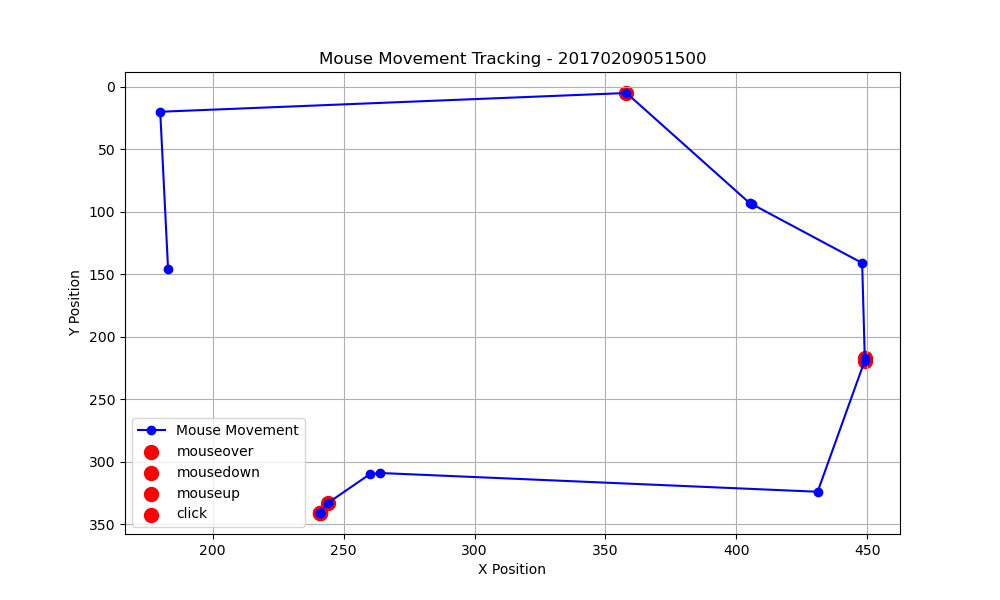 Mouse Movement Tracking - 20170209051500
0
50
100
150
200
250
300
350
Y Position
Mouse Movement
mouseover
mousedown
mouseup
click
200
250
300
350
400
450
X Position